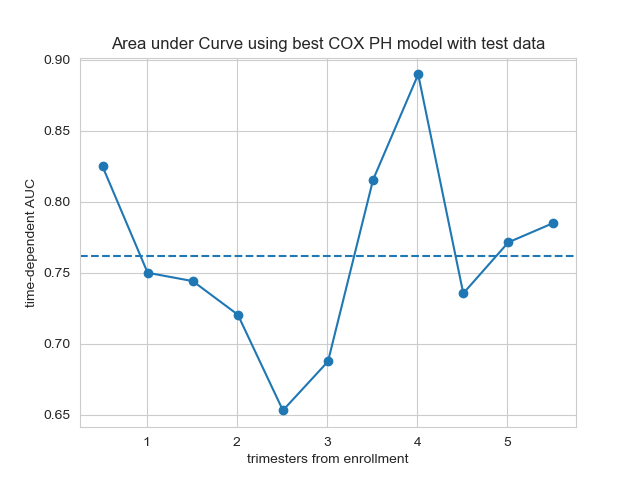 Area under Curve using best COX PH model with test data
time-dependent AUC
0.90
0.85
0.80
0.75
0.70
0.65
1 2 3 4 5
trimesters from enrollment